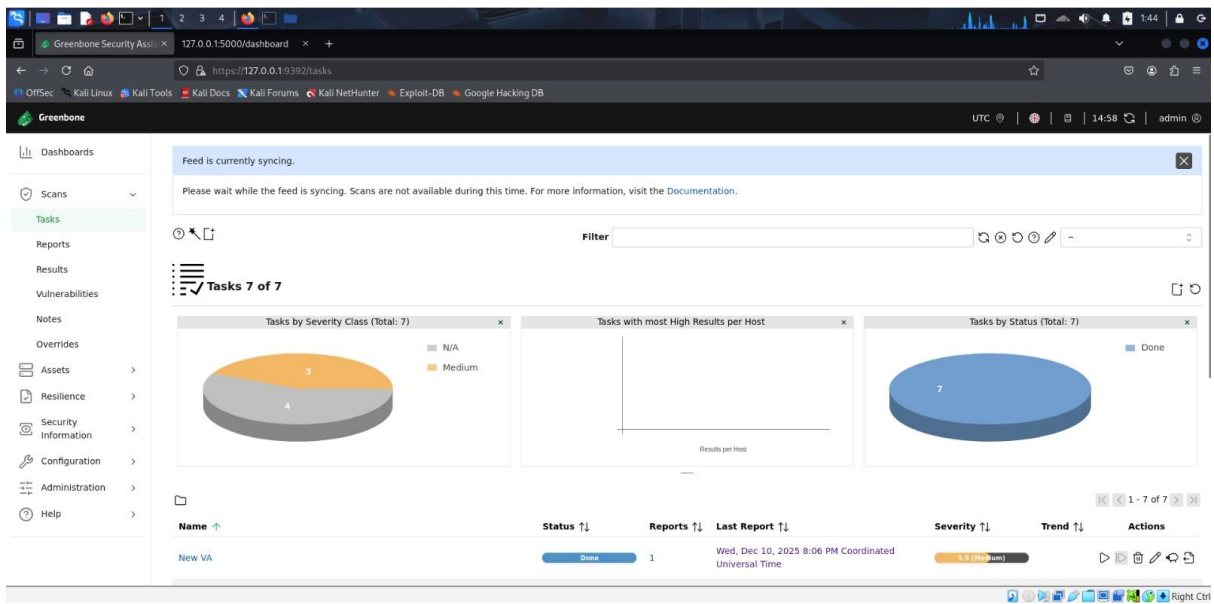 1 2 3 4 1:44
Greenbone Security Assis × 127.0.0.1:5000/dashboard × +
https://127.0.0.1:9392/tasks
OffSec Kali Linux Kali Tools Kali Docs Kali Forums Kali NetHunter Exploit-DB Google Hacking DB
Greenbone UTC 14:58 admin
Dashboards
Feed is currently syncing.
Please wait while the feed is syncing. Scans are not available during this time. For more information, visit the Documentation.
Scans
Tasks
Reports
Results
Vulnerabilities
Notes
Overrides
Assets
Resilience
Security
Information
Configuration
Administration
Help
Filter --
Tasks 7 of 7
Tasks by Severity Class (Total: 7) ×
N/A
Medium
3
4
Tasks with most High Results per Host ×
Results per Host
Tasks by Status (Total: 7) ×
Done
7
1 - 7 of 7
Name Status Reports Last Report Severity Trend Actions
New VA Done 1 Wed, Dec 10, 2025 8:06 PM Coordinated
Universal Time
5.9 (Medium)
Right Ctrl